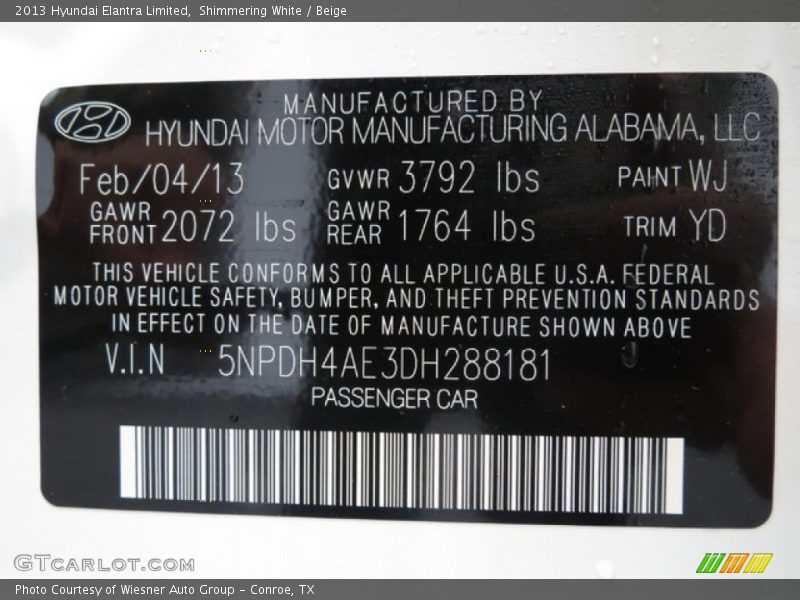 2013 Hyundai Elantra Limited,  Shimmering White / Beige
MANUFACTURED BY
HYUNDAI MOTOR MANUFACTURING ALABAMA, LLC
Feb/04/13 GVWR 3792 lbs PAINT WJ
GAWR FRONT 2072 lbs GAWR REAR 1764 lbs TRIM YD
THIS VEHICLE CONFORMS TO ALL APPLICABLE U.S.A. FEDERAL
MOTOR VEHICLE SAFETY, BUMPER, AND THEFT PREVENTION STANDARDS
IN EFFECT ON THE DATE OF MANUFACTURE SHOWN ABOVE
V.I.N 5NPDH4AE3DH288181
PASSENGER CAR
GTCARLOT.COM
Photo Courtesy of Wiesner Auto Group - Conroe, TX